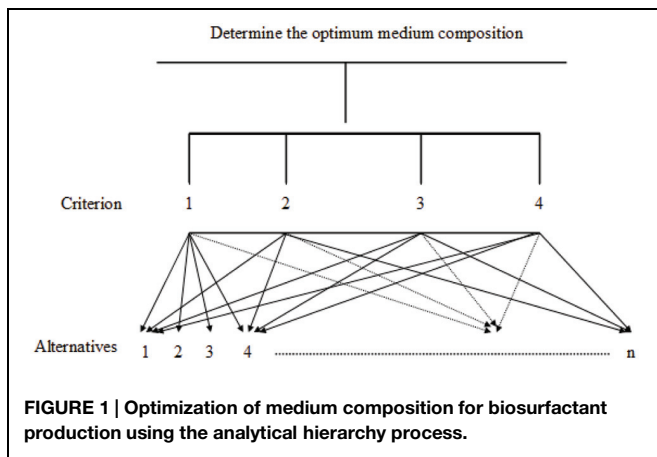 Determine the optimum medium composition
Criterion 1 2 3 4
Alternatives 1 2 3 4 n
FIGURE 1 | Optimization of medium composition for biosurfactant
production using the analytical hierarchy process.